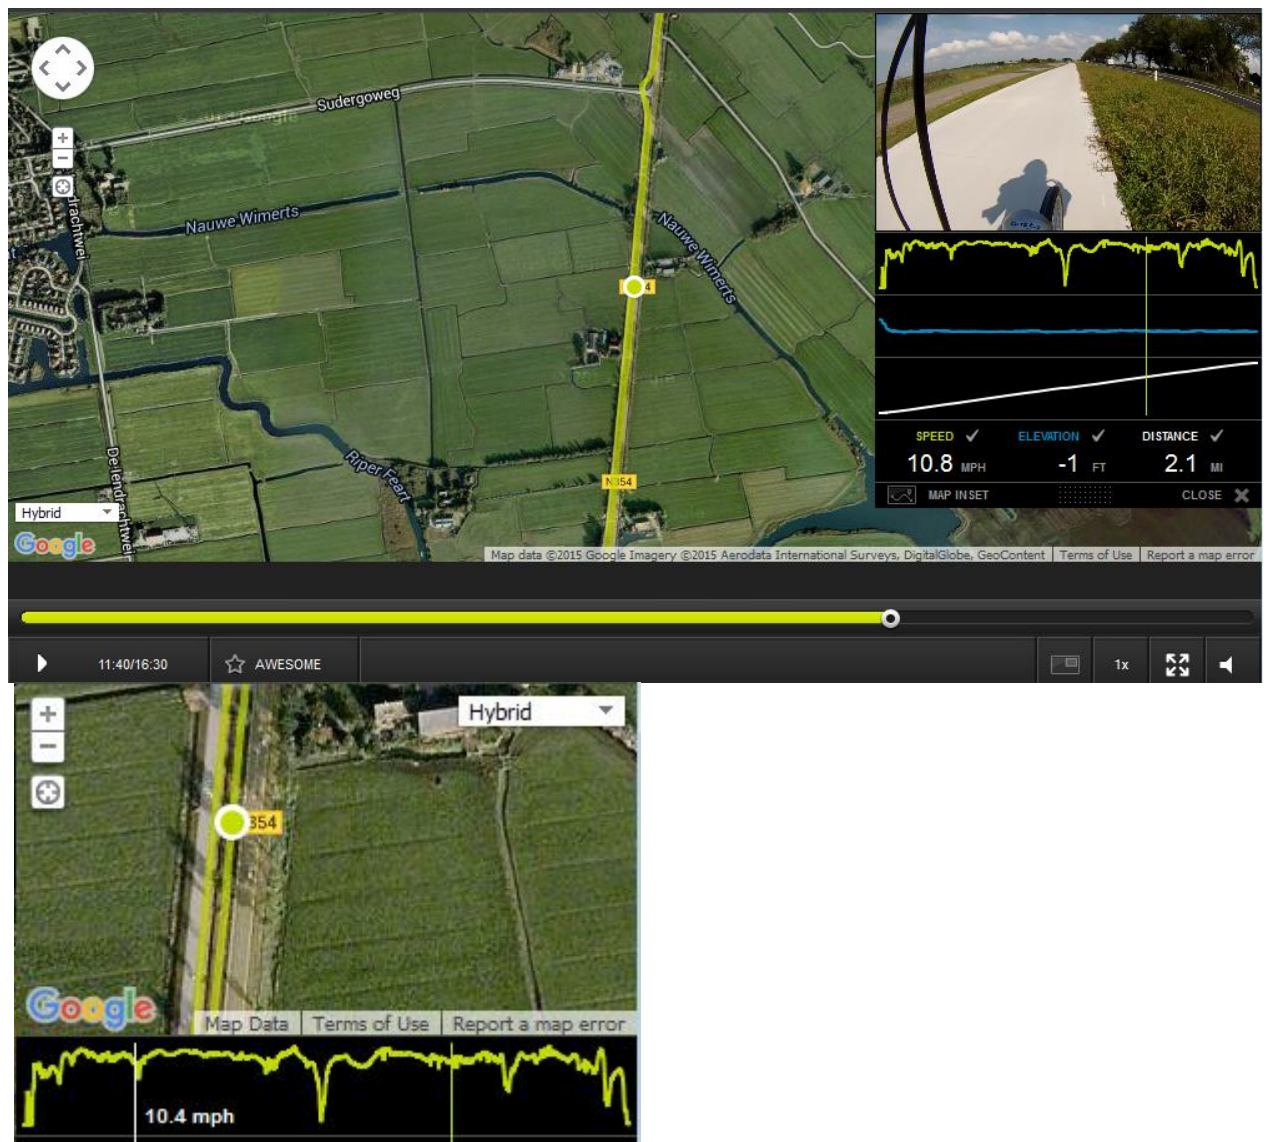 Sudergoweg
Google
drachtwei
Nauwe Wimerts
Nauwe Wimerts
4
Riper Feart
De Iendrachtwei
N354
Hybrid
Google
Map data ©2015 Google Imagery ©2015 Aerodata International Surveys, DigitalGlobe, GeoContent
Terms of Use
Report a map error
SPEED
ELEVATION
DISTANCE
10.8 MPH
-1 FT
2.1 MI
MAP INSET
CLOSE
11:40/16:30
AWESOME
1x
Hybrid
354
Google
Map Data
Terms of Use
Report a map error
10.4 mph